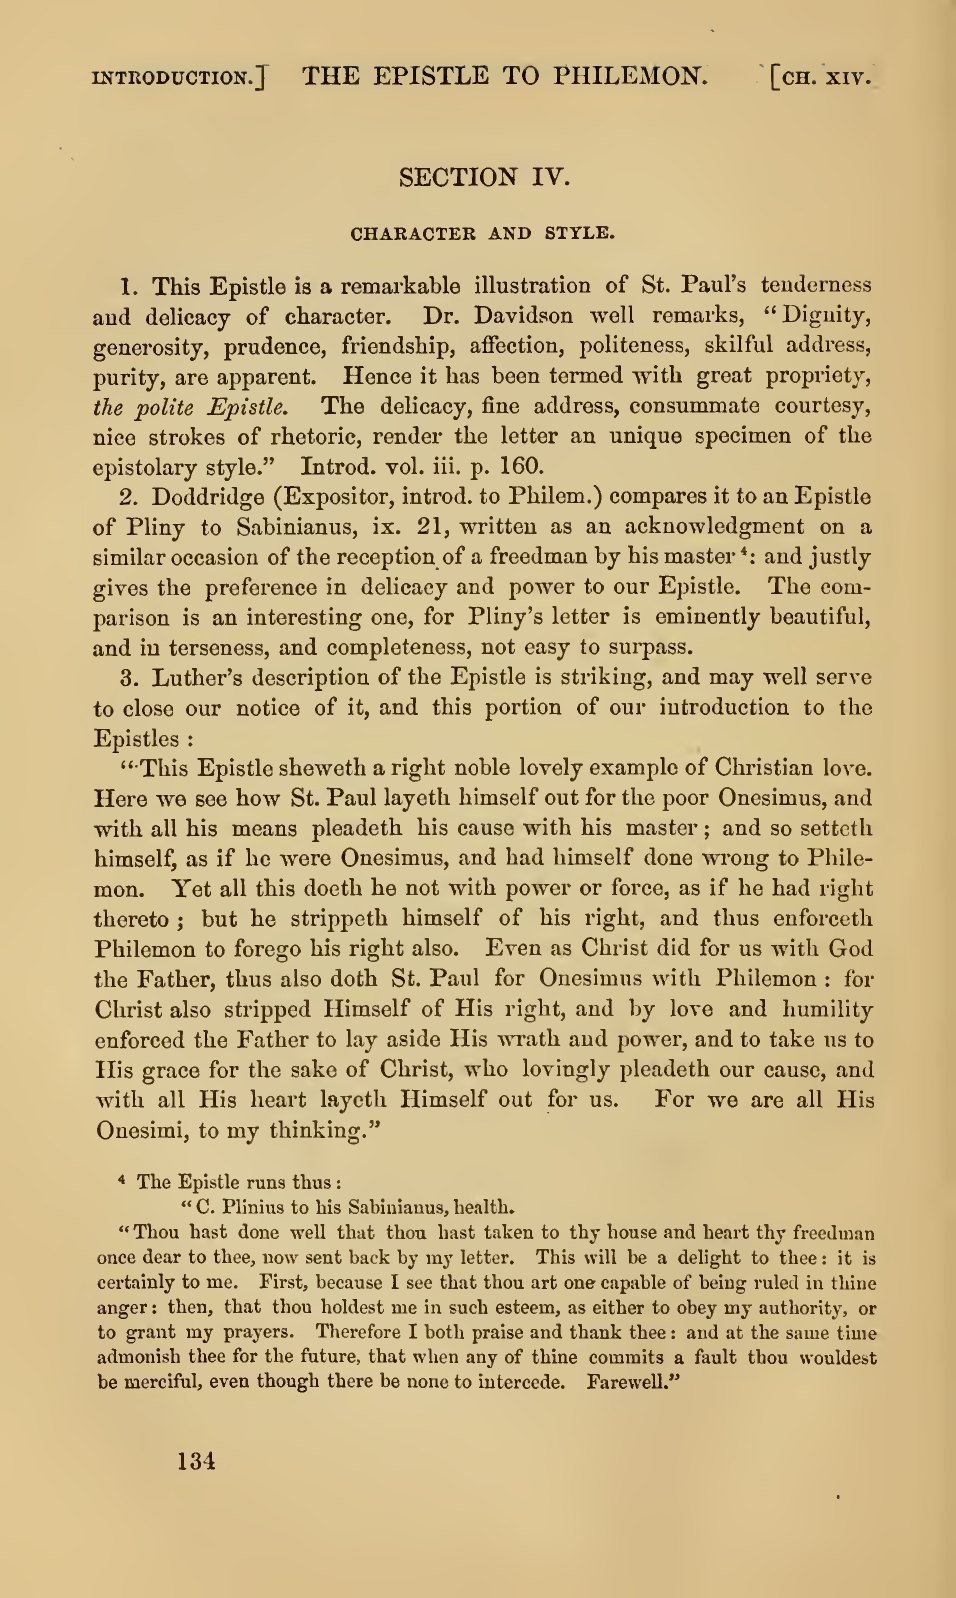 INTRODUCTION.] THE EPISTLE TO PHILEMON. [CH. XIV.
SECTION IV.
CHARACTER AND STYLE.
1. This Epistle is a remarkable illustration of St. Paul's tenderness
and delicacy of character. Dr. Davidson well remarks, “Dignity,
generosity, prudence, friendship, affection, politeness, skilful address,
purity, are apparent. Hence it has been termed with great propriety,
the polite Epistle. The delicacy, fine address, consummate courtesy,
nice strokes of rhetoric, render the letter an unique specimen of the
epistolary style.” Introd. vol. iii. p. 160.
2. Doddridge (Expositor, introd. to Philem.) compares it to an Epistle
of Pliny to Sabinianus, ix. 21, written as an acknowledgment on a
similar occasion of the reception of a freedman by his master ⁴: and justly
gives the preference in delicacy and power to our Epistle. The com-
parison is an interesting one, for Pliny's letter is eminently beautiful,
and in terseness, and completeness, not easy to surpass.
3. Luther's description of the Epistle is striking, and may well serve
to close our notice of it, and this portion of our introduction to the
Epistles :
“This Epistle sheweth a right noble lovely example of Christian love.
Here we see how St. Paul layeth himself out for the poor Onesimus, and
with all his means pleadeth his cause with his master ; and so setteth
himself, as if he were Onesimus, and had himself done wrong to Phile-
mon. Yet all this doeth he not with power or force, as if he had right
thereto ; but he strippeth himself of his right, and thus enforceth
Philemon to forego his right also. Even as Christ did for us with God
the Father, thus also doth St. Paul for Onesimus with Philemon : for
Christ also stripped Himself of His right, and by love and humility
enforced the Father to lay aside His wrath and power, and to take us to
His grace for the sake of Christ, who lovingly pleadeth our cause, and
with all His heart layeth Himself out for us. For we are all His
Onesimi, to my thinking.”
⁴ The Epistle runs thus :
“C. Plinius to his Sabinianus, health.
“Thou hast done well that thou hast taken to thy house and heart thy freedman
once dear to thee, now sent back by my letter. This will be a delight to thee : it is
certainly to me. First, because I see that thou art one capable of being ruled in thine
anger : then, that thou holdest me in such esteem, as either to obey my authority, or
to grant my prayers. Therefore I both praise and thank thee : and at the same time
admonish thee for the future, that when any of thine commits a fault thou wouldest
be merciful, even though there be none to intercede. Farewell.”
134